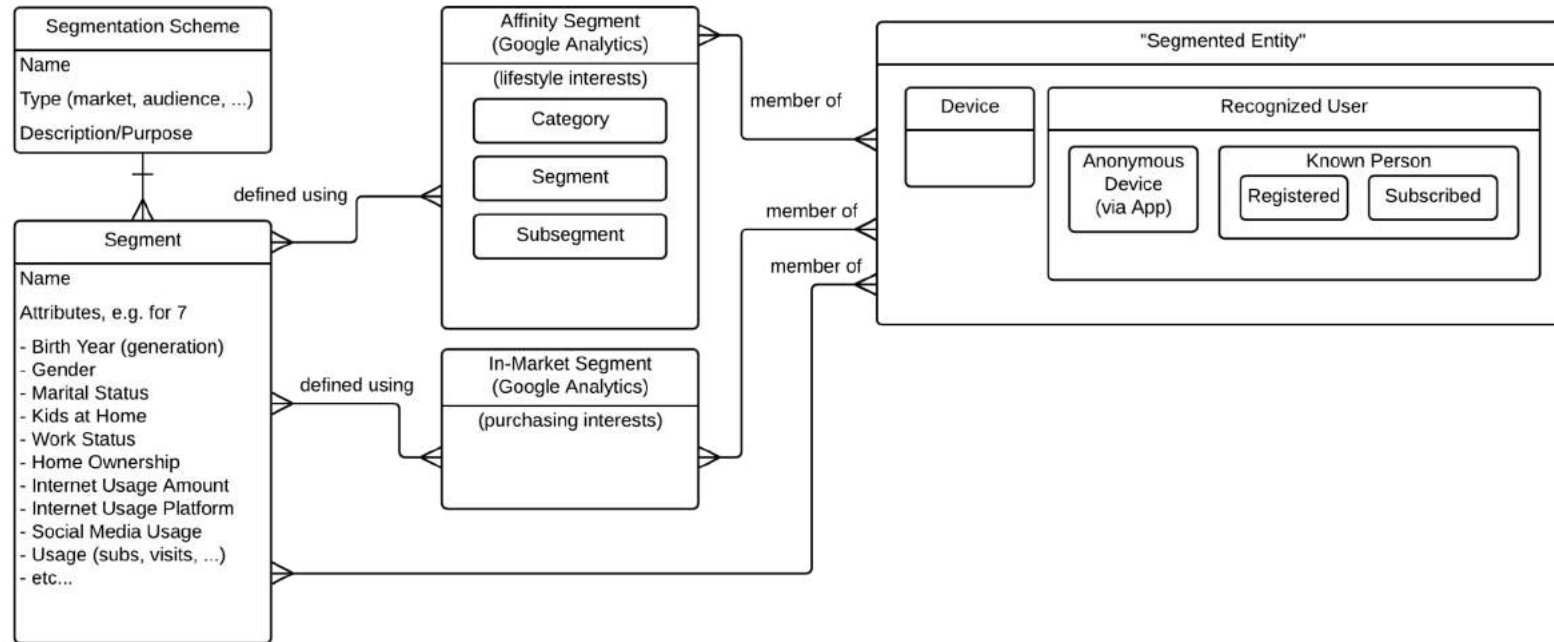 Segmentation Scheme
Name
Type (market, audience, ...)
Description/Purpose
Segment
Name
Attributes, e.g. for 7
- Birth Year (generation)
- Gender
- Marital Status
- Kids at Home
- Work Status
- Home Ownership
- Internet Usage Amount
- Internet Usage Platform
- Social Media Usage
- Usage (subs, visits, ...)
- etc...
defined using
defined using
Affinity Segment
(Google Analytics)
(lifestyle interests)
Category
Segment
Subsegment
In-Market Segment
(Google Analytics)
(purchasing interests)
member of
member of
member of
"Segmented Entity"
Device
Recognized User
Anonymous
Device
(via App)
Known Person
Registered
Subscribed